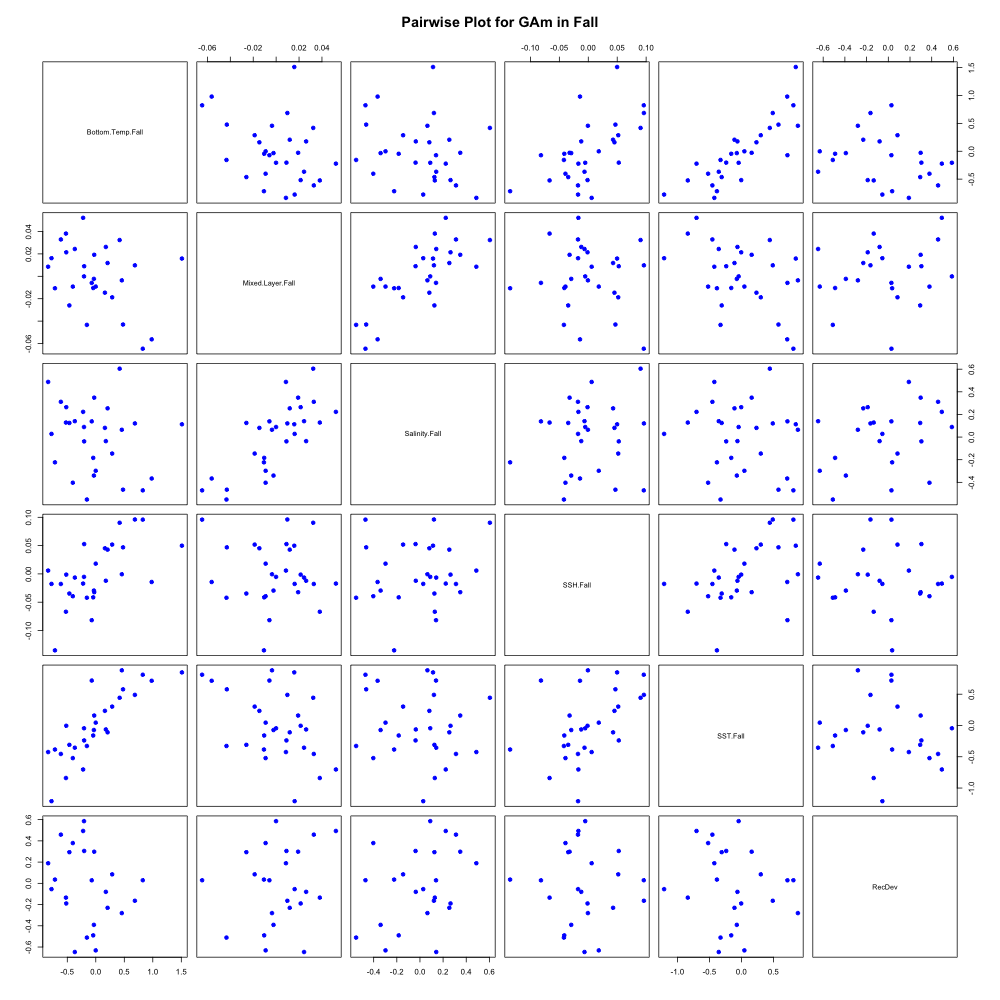 Pairwise Plot for GAm in Fall
-0.06 -0.02 0.02 0.04 -0.10 -0.05 0.00 0.05 0.10 -0.6 -0.4 -0.2 0.0 0.2 0.4 0.6
Bottom.Temp.Fall
-0.5 0.0 0.5 1.0 1.5
-0.06 -0.02 0.02 0.04
Mixed.Layer.Fall
Salinity.Fall
-0.4 -0.2 0.0 0.2 0.4 0.6
-0.10 -0.05 0.00 0.05 0.10
SSH.Fall
SST.Fall
-1.0 -0.5 0.0 0.5
-0.6 -0.4 -0.2 0.0 0.2 0.4 0.6
RecDev
-0.5 0.0 0.5 1.0 1.5 -0.4 -0.2 0.0 0.2 0.4 0.6 -1.0 -0.5 0.0 0.5